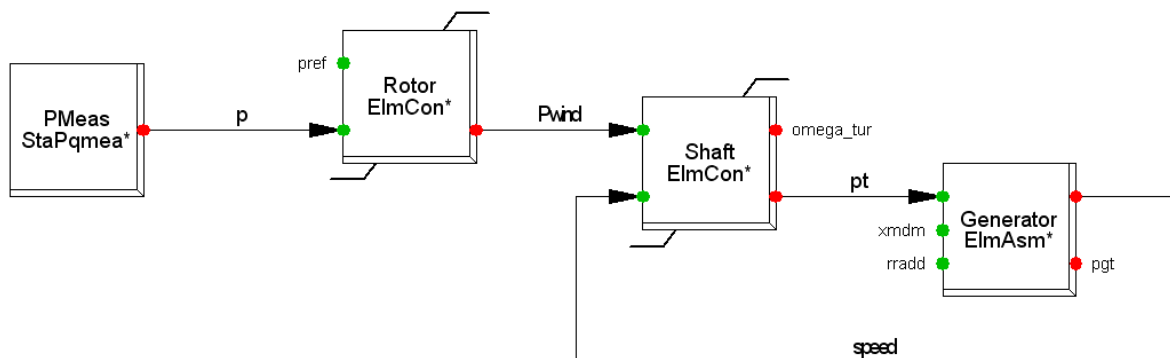 PMeas
StaPqmea*
p
pref
Rotor
ElmCon*
Pwind
Shaft
ElmCon*
omega_tur
pt
xmdm
rradd
Generator
ElmAsm*
pgt
speed